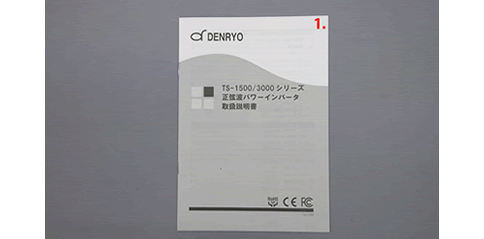 1.
DENRYO
TS-1500/3000 シリーズ
正弦波パワーインバータ
取扱説明書
RoHS CE FC